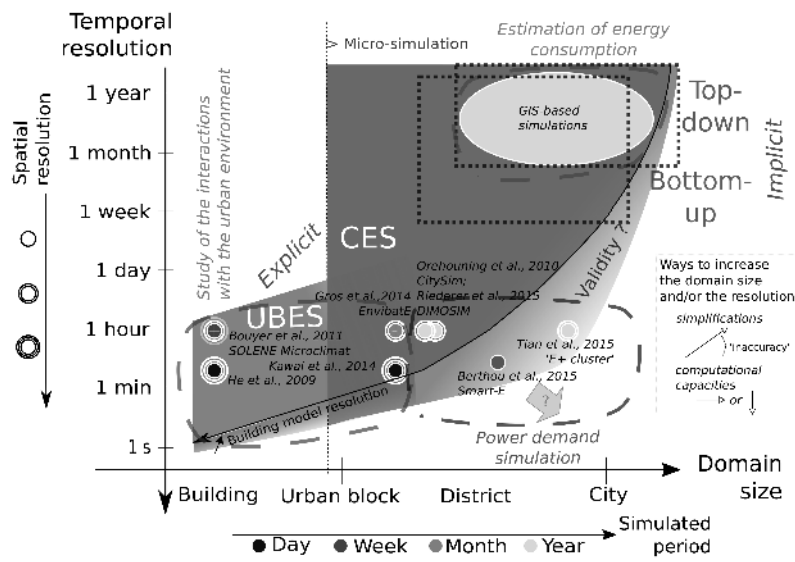 Temporal
resolution
Micro-simulation
Estimation of energy
consumption
1 year
GIS based
simulations
Top-
down
Implicit
Spatial
resolution
1 month
Bottom-
up
Study of the interactions
with the urban environment
1 week
Explicit
CES
Validity ?
1 day
Orehouning et al., 2010
CitySim;
Gros et al., 2014
Riederer et al., 2015
EnvibatE
DIMOSIM
Ways to increase
the domain size
and/or the resolution
simplifications
'inaccuracy'
computational
capacities
or
UBES
1 hour
Bouyer et al., 2011
SOLENE Microclimat
Kawai et al., 2014
He et al., 2009
Tian et al., 2015
'E+ cluster'
Berthou et al., 2015
Smart-E
?
1 min
Building model resolution
Power demand
simulation
1 s
Domain
size
Building
Urban block
District
City
Simulated
period
Day
Week
Month
Year